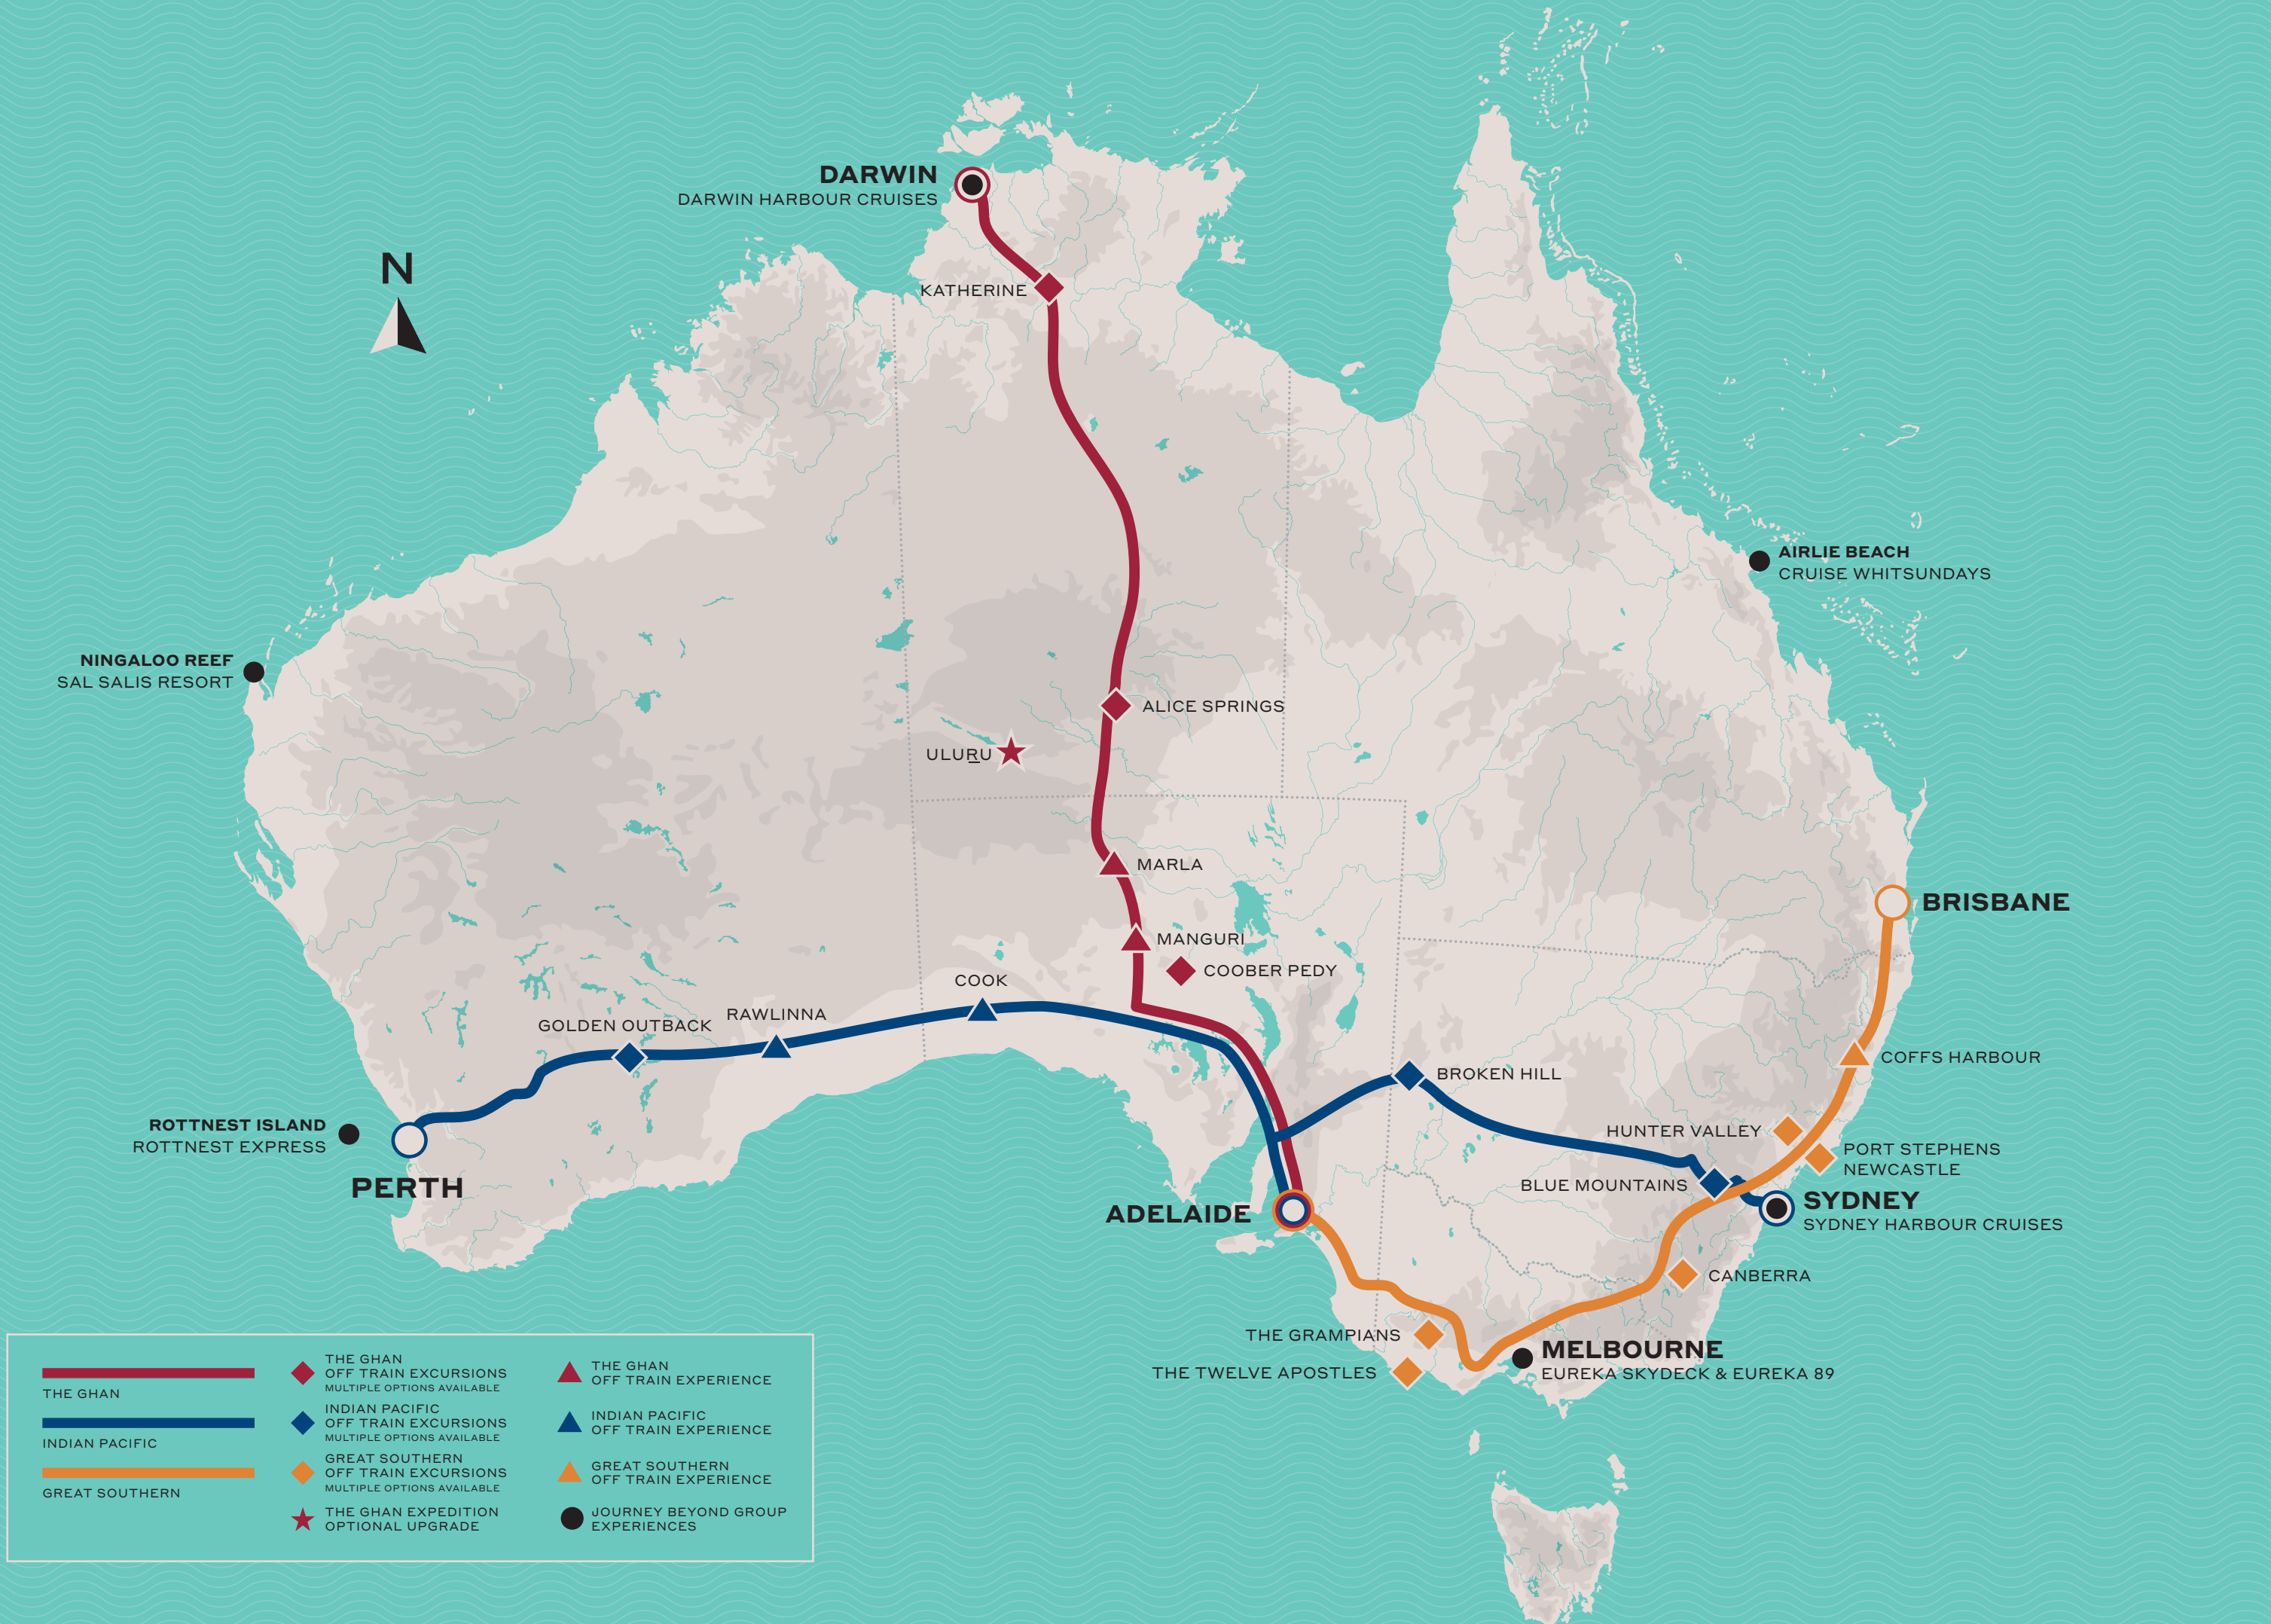 DARWIN
DARWIN HARBOUR CRUISES
N
KATHERINE
AIRLIE BEACH
CRUISE WHITSUNDAYS
NINGALOO REEF
SAL SALIS RESORT
ALICE SPRINGS
ULUṞU
MARLA
BRISBANE
MANGURI
COOBER PEDY
COOK
RAWLINNA
GOLDEN OUTBACK
COFFS HARBOUR
BROKEN HILL
ROTTNEST ISLAND
ROTTNEST EXPRESS
HUNTER VALLEY
PORT STEPHENS
NEWCASTLE
PERTH
BLUE MOUNTAINS
SYDNEY
SYDNEY HARBOUR CRUISES
ADELAIDE
CANBERRA
THE GRAMPIANS
MELBOURNE
EUREKA SKYDECK & EUREKA 89
THE TWELVE APOSTLES
THE GHAN
INDIAN PACIFIC
GREAT SOUTHERN
THE GHAN
OFF TRAIN EXCURSIONS
MULTIPLE OPTIONS AVAILABLE
INDIAN PACIFIC
OFF TRAIN EXCURSIONS
MULTIPLE OPTIONS AVAILABLE
GREAT SOUTHERN
OFF TRAIN EXCURSIONS
MULTIPLE OPTIONS AVAILABLE
THE GHAN EXPEDITION
OPTIONAL UPGRADE
THE GHAN
OFF TRAIN EXPERIENCE
INDIAN PACIFIC
OFF TRAIN EXPERIENCE
GREAT SOUTHERN
OFF TRAIN EXPERIENCE
JOURNEY BEYOND GROUP
EXPERIENCES